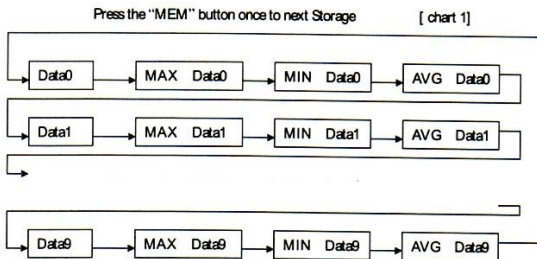 Press the “MEM” button once to next Storage [ chart 1]
Data0 MAX Data0 MIN Data0 AVG Data0
Data1 MAX Data1 MIN Data1 AVG Data1
Data9 MAX Data9 MIN Data9 AVG Data9